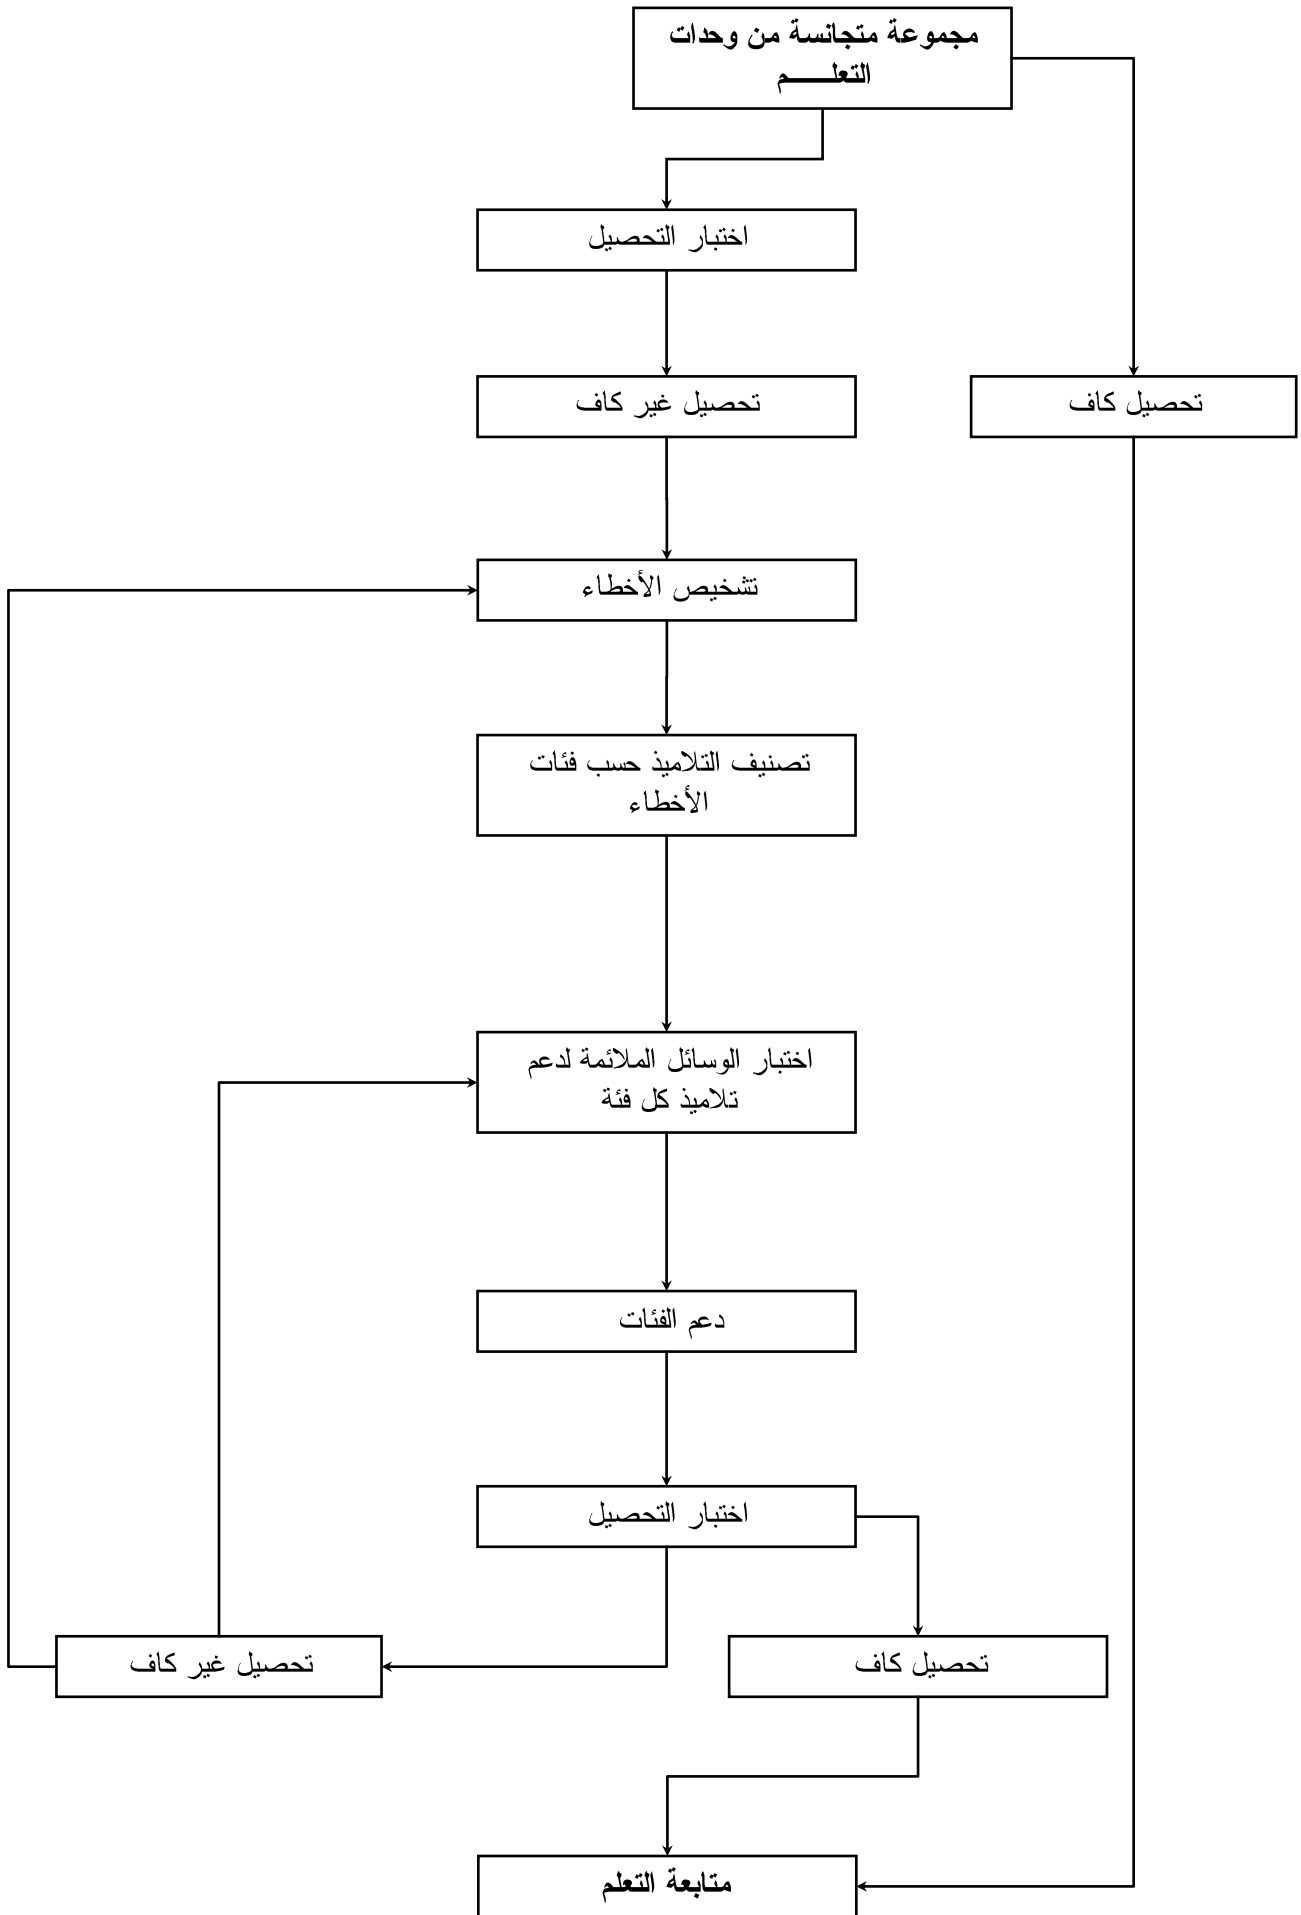 مجموعة متجانسة من وحدات
التعلـــــــم
اختبار التحصيل
تحصيل غير كاف
تحصيل كاف
تشخيص الأخطاء
تصنيف التلاميذ حسب فئات
الأخطاء
اختبار الوسائل الملائمة لدعم
تلاميذ كل فئة
دعم الفئات
اختبار التحصيل
تحصيل كاف
تحصيل غير كاف
متابعة التعلم